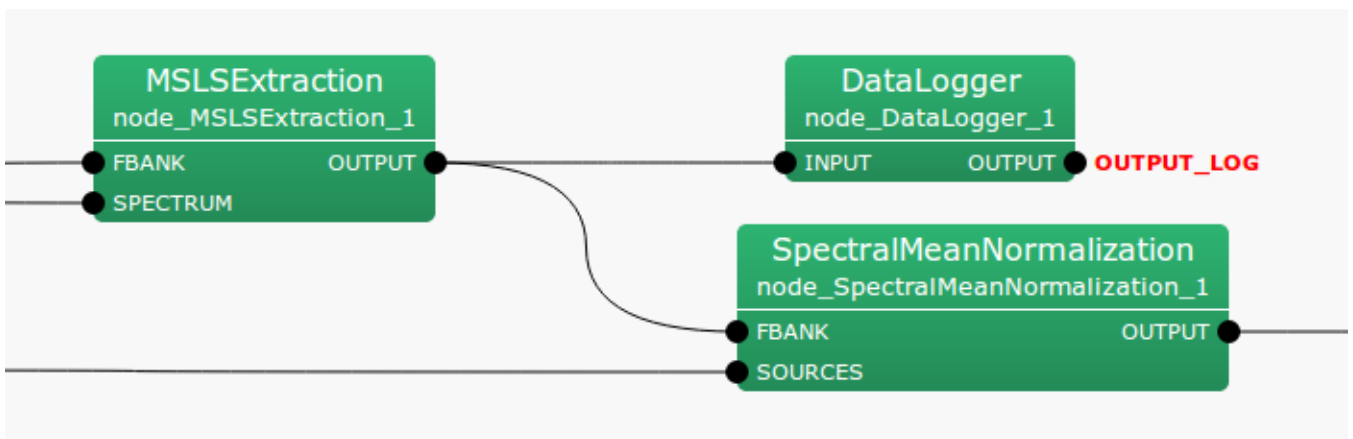 MSLSExtraction
node_MSLSExtraction_1
FBANK OUTPUT
SPECTRUM
DataLogger
node_DataLogger_1
INPUT OUTPUT OUTPUT_LOG
SpectralMeanNormalization
node_SpectralMeanNormalization_1
FBANK OUTPUT
SOURCES